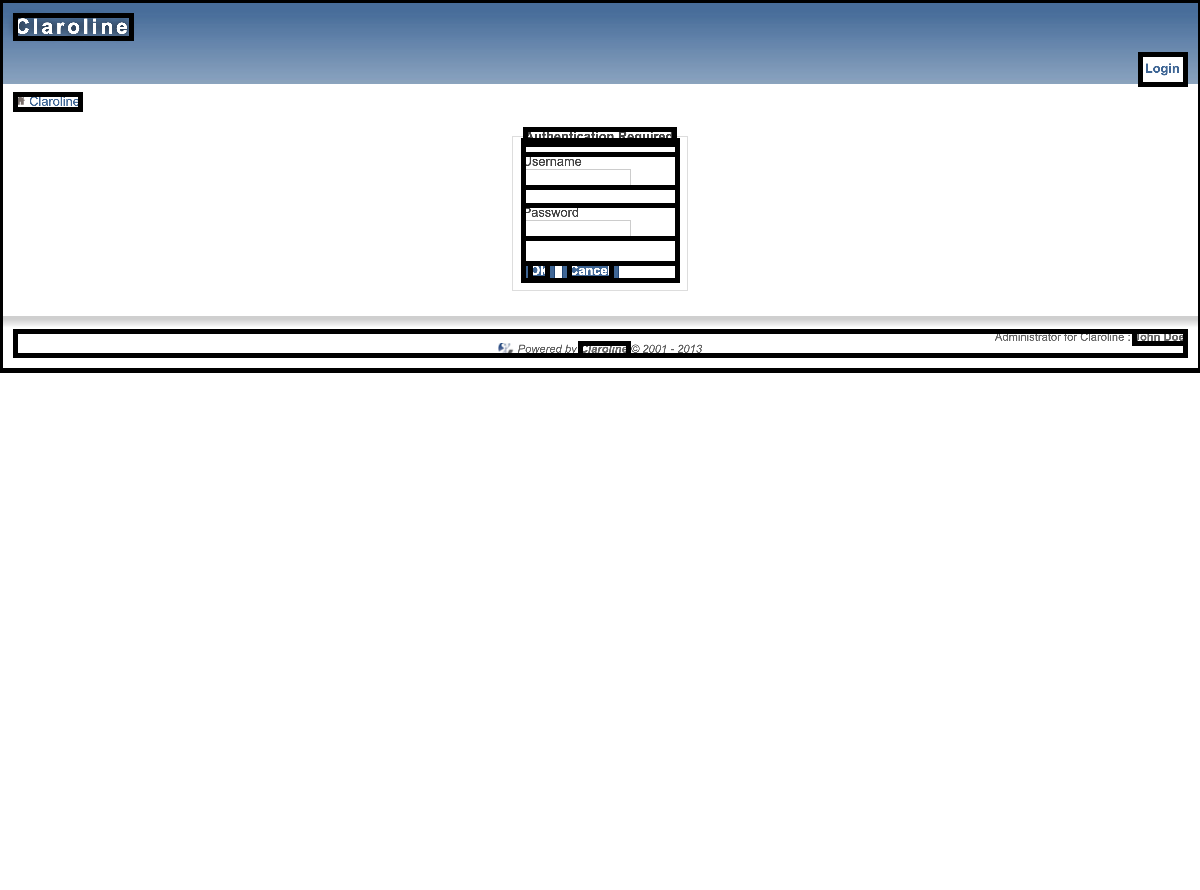 Claroline
Login
Claroline
Authentication Required
Username
Password
Ok Cancel
Administrator for Claroline : John Doe
Powered by Claroline © 2001 - 2013